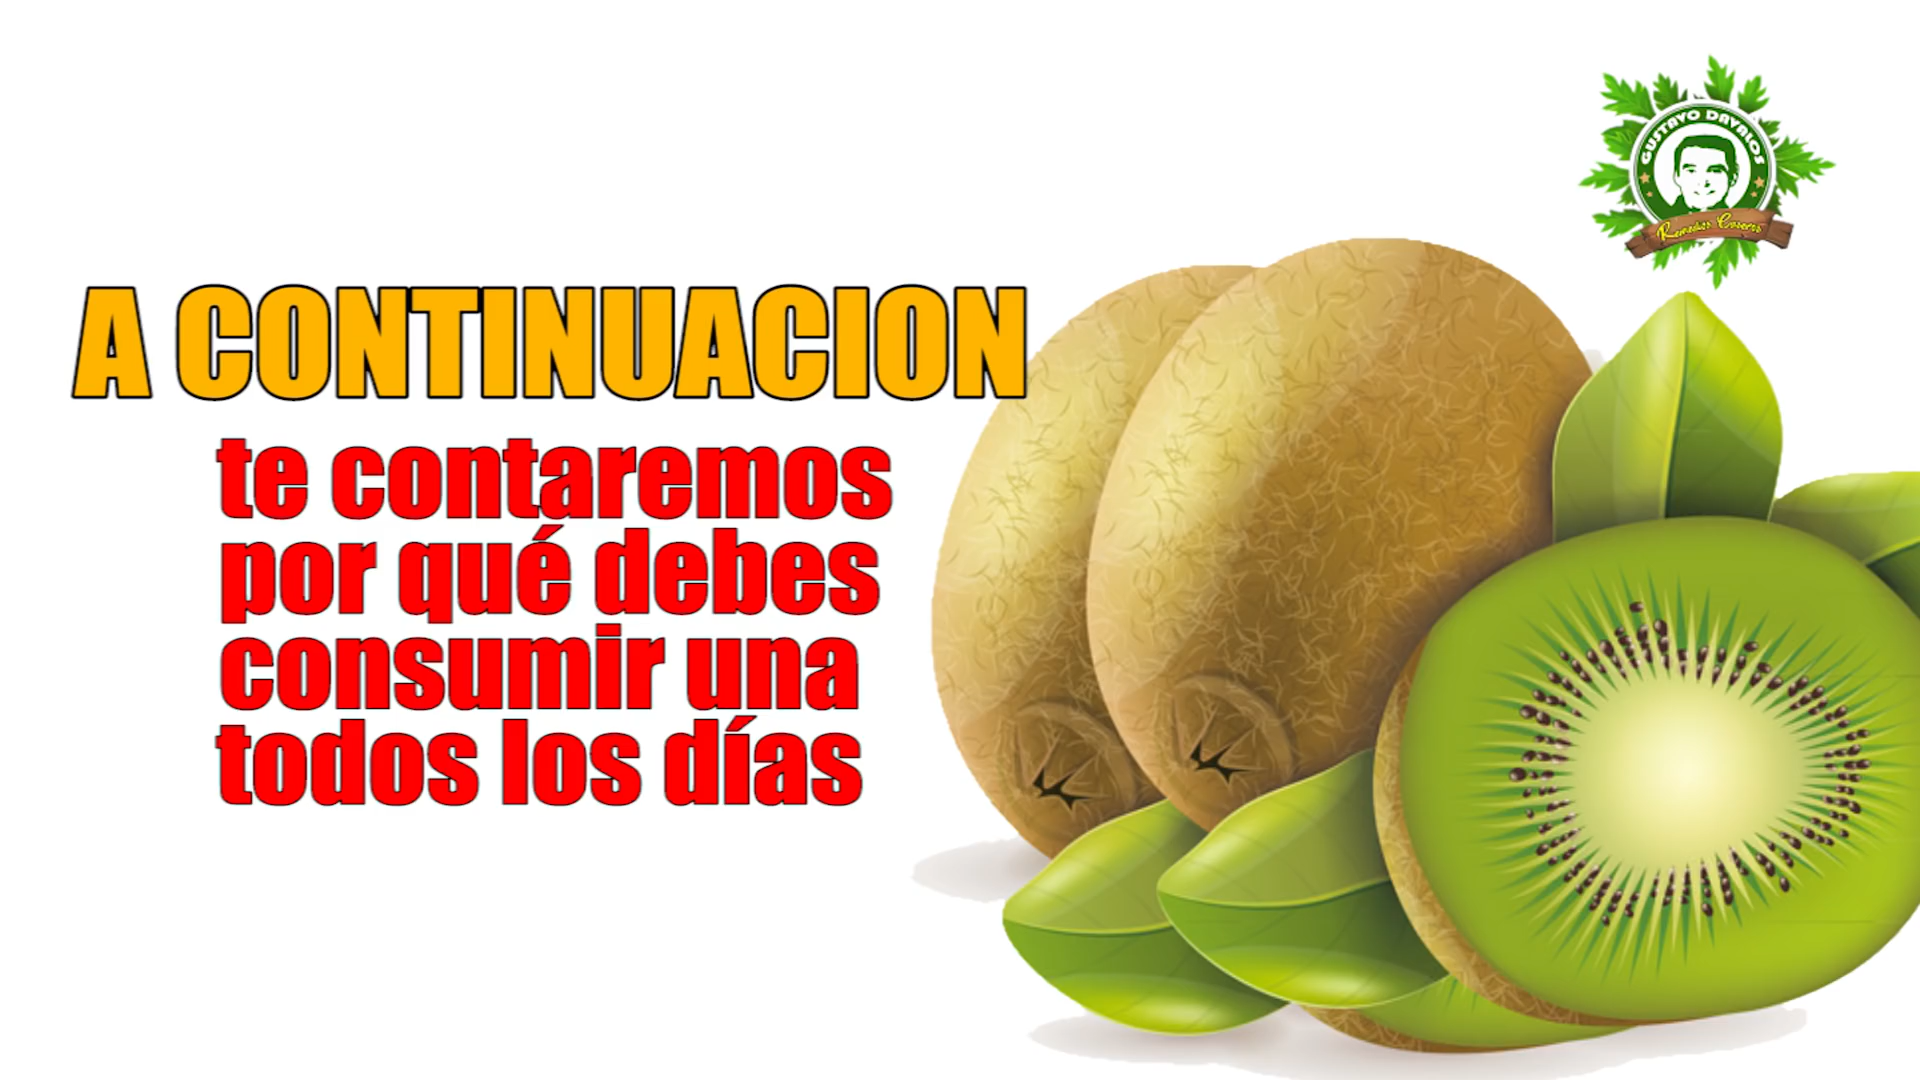 GUSTAVO DAVALOS
Remedios Caseros
A CONTINUACION
te contaremos
por qué debes
consumir una
todos los días